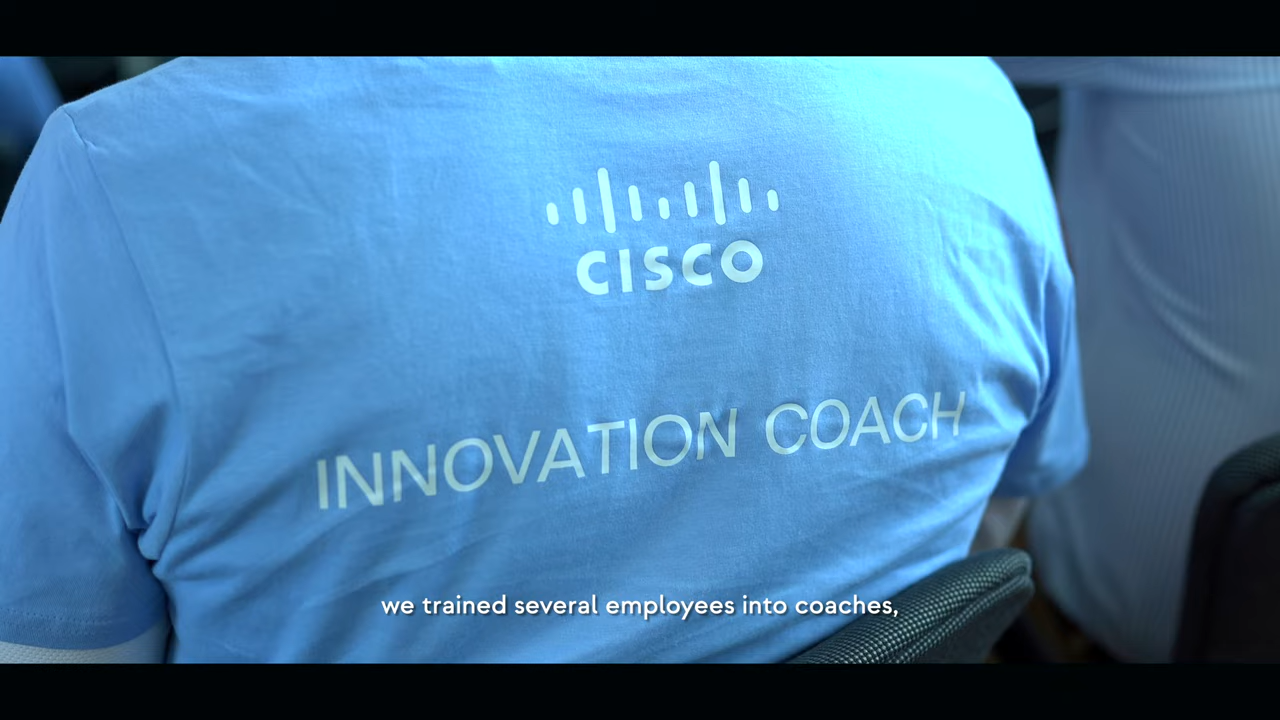 CISCO
INNOVATION COACH
we trained several employees into coaches,